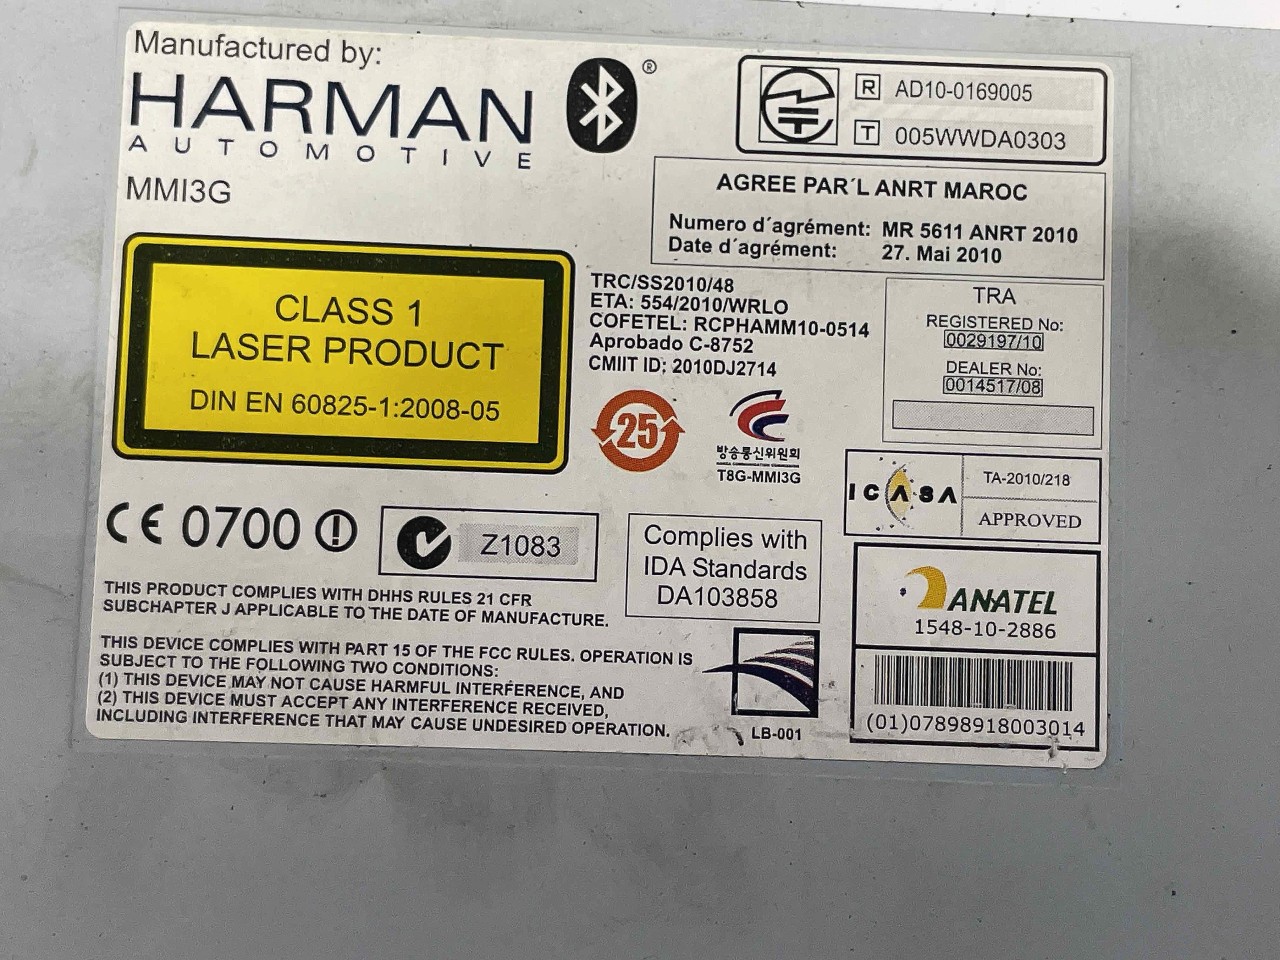 Manufactured by:
HARMAN
AUTOMOTIVE
MMI3G
®
R AD10-0169005
T 005WWDA0303
AGREE PAR´L ANRT MAROC
Numero d´agrément: MR 5611 ANRT 2010
Date d´agrément: 27. Mai 2010
CLASS 1
LASER PRODUCT
DIN EN 60825-1:2008-05
TRC/SS2010/48
ETA: 554/2010/WRLO
COFETEL: RCPHAMM10-0514
Aprobado C-8752
CMIIT ID: 2010DJ2714
TRA
REGISTERED No:
0029197/10
DEALER No:
0014517/08
25
방송통신위원회
KOREA COMMUNICATIONS COMMISSION
T8G-MMI3G
ICASA
TA-2010/218
APPROVED
CE 0700
Z1083
Complies with
IDA Standards
DA103858
ANATEL
1548-10-2886
(01)07898918003014
THIS PRODUCT COMPLIES WITH DHHS RULES 21 CFR
SUBCHAPTER J APPLICABLE TO THE DATE OF MANUFACTURE.
THIS DEVICE COMPLIES WITH PART 15 OF THE FCC RULES. OPERATION IS
SUBJECT TO THE FOLLOWING TWO CONDITIONS:
(1) THIS DEVICE MAY NOT CAUSE HARMFUL INTERFERENCE, AND
(2) THIS DEVICE MUST ACCEPT ANY INTERFERENCE RECEIVED,
INCLUDING INTERFERENCE THAT MAY CAUSE UNDESIRED OPERATION.
LB-001